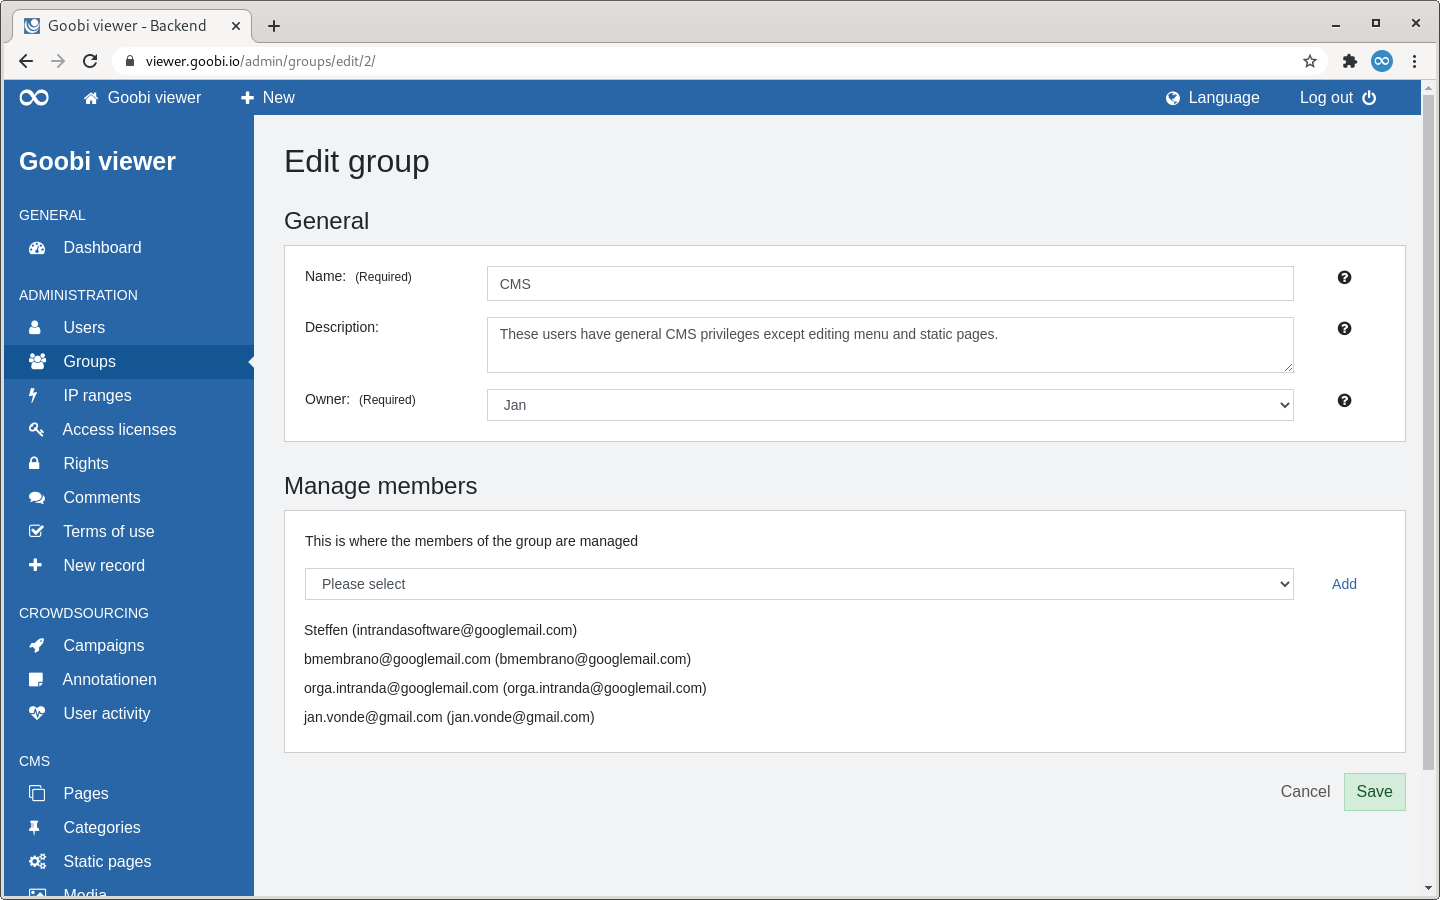 Goobi viewer - Backend
viewer.goobi.io/admin/groups/edit/2/
Goobi viewer New Language Log out
Goobi viewer
GENERAL
Dashboard
ADMINISTRATION
Users
Groups
IP ranges
Access licenses
Rights
Comments
Terms of use
New record
CROWDSOURCING
Campaigns
Annotationen
User activity
CMS
Pages
Categories
Static pages
Media
Edit group
General
Name: (Required) CMS
Description: These users have general CMS privileges except editing menu and static pages.
Owner: (Required) Jan
Manage members
This is where the members of the group are managed
Please select Add
Steffen (intrandasoftware@googlemail.com)
bmembrano@googlemail.com (bmembrano@googlemail.com)
orga.intranda@googlemail.com (orga.intranda@googlemail.com)
jan.vonde@gmail.com (jan.vonde@gmail.com)
Cancel Save